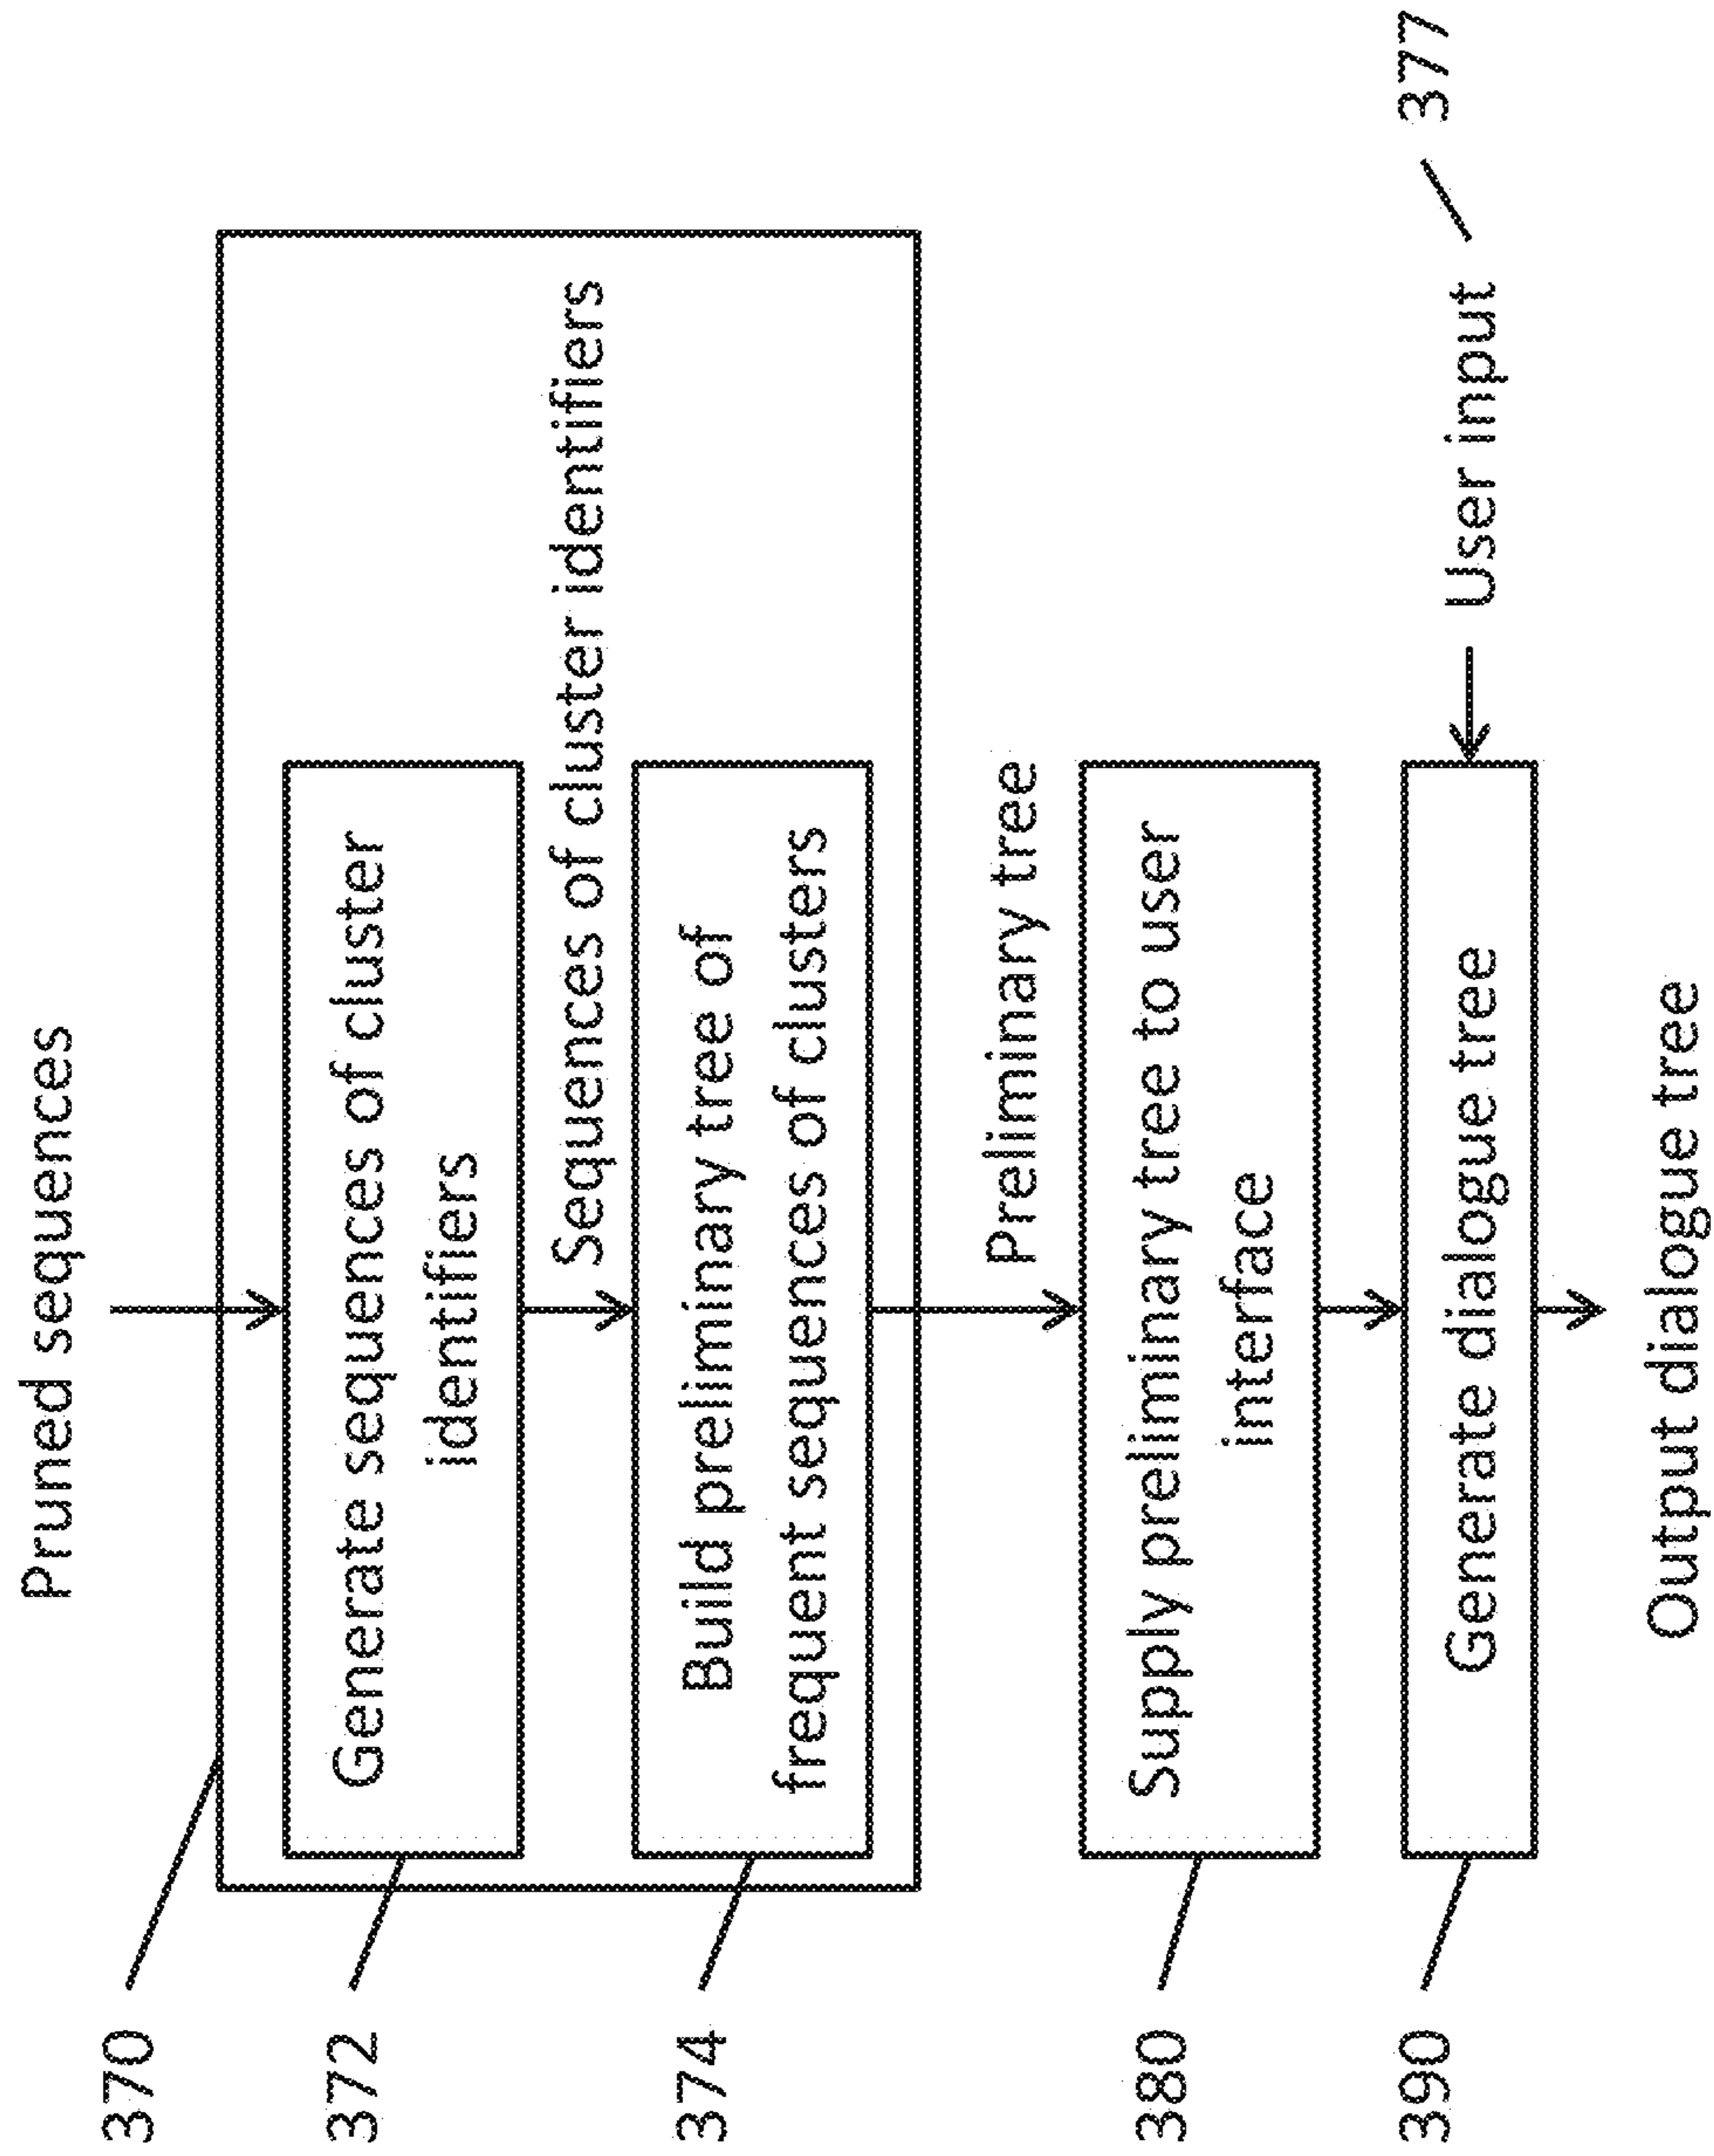 Pruned sequences
370
372
Generate sequences of cluster
identifiers
Sequences of cluster identifiers
374
Build preliminary tree of
frequent sequences of clusters
Preliminary tree
380
Supply preliminary tree to user
interface
390
Generate dialogue tree
User input
377
Output dialogue tree